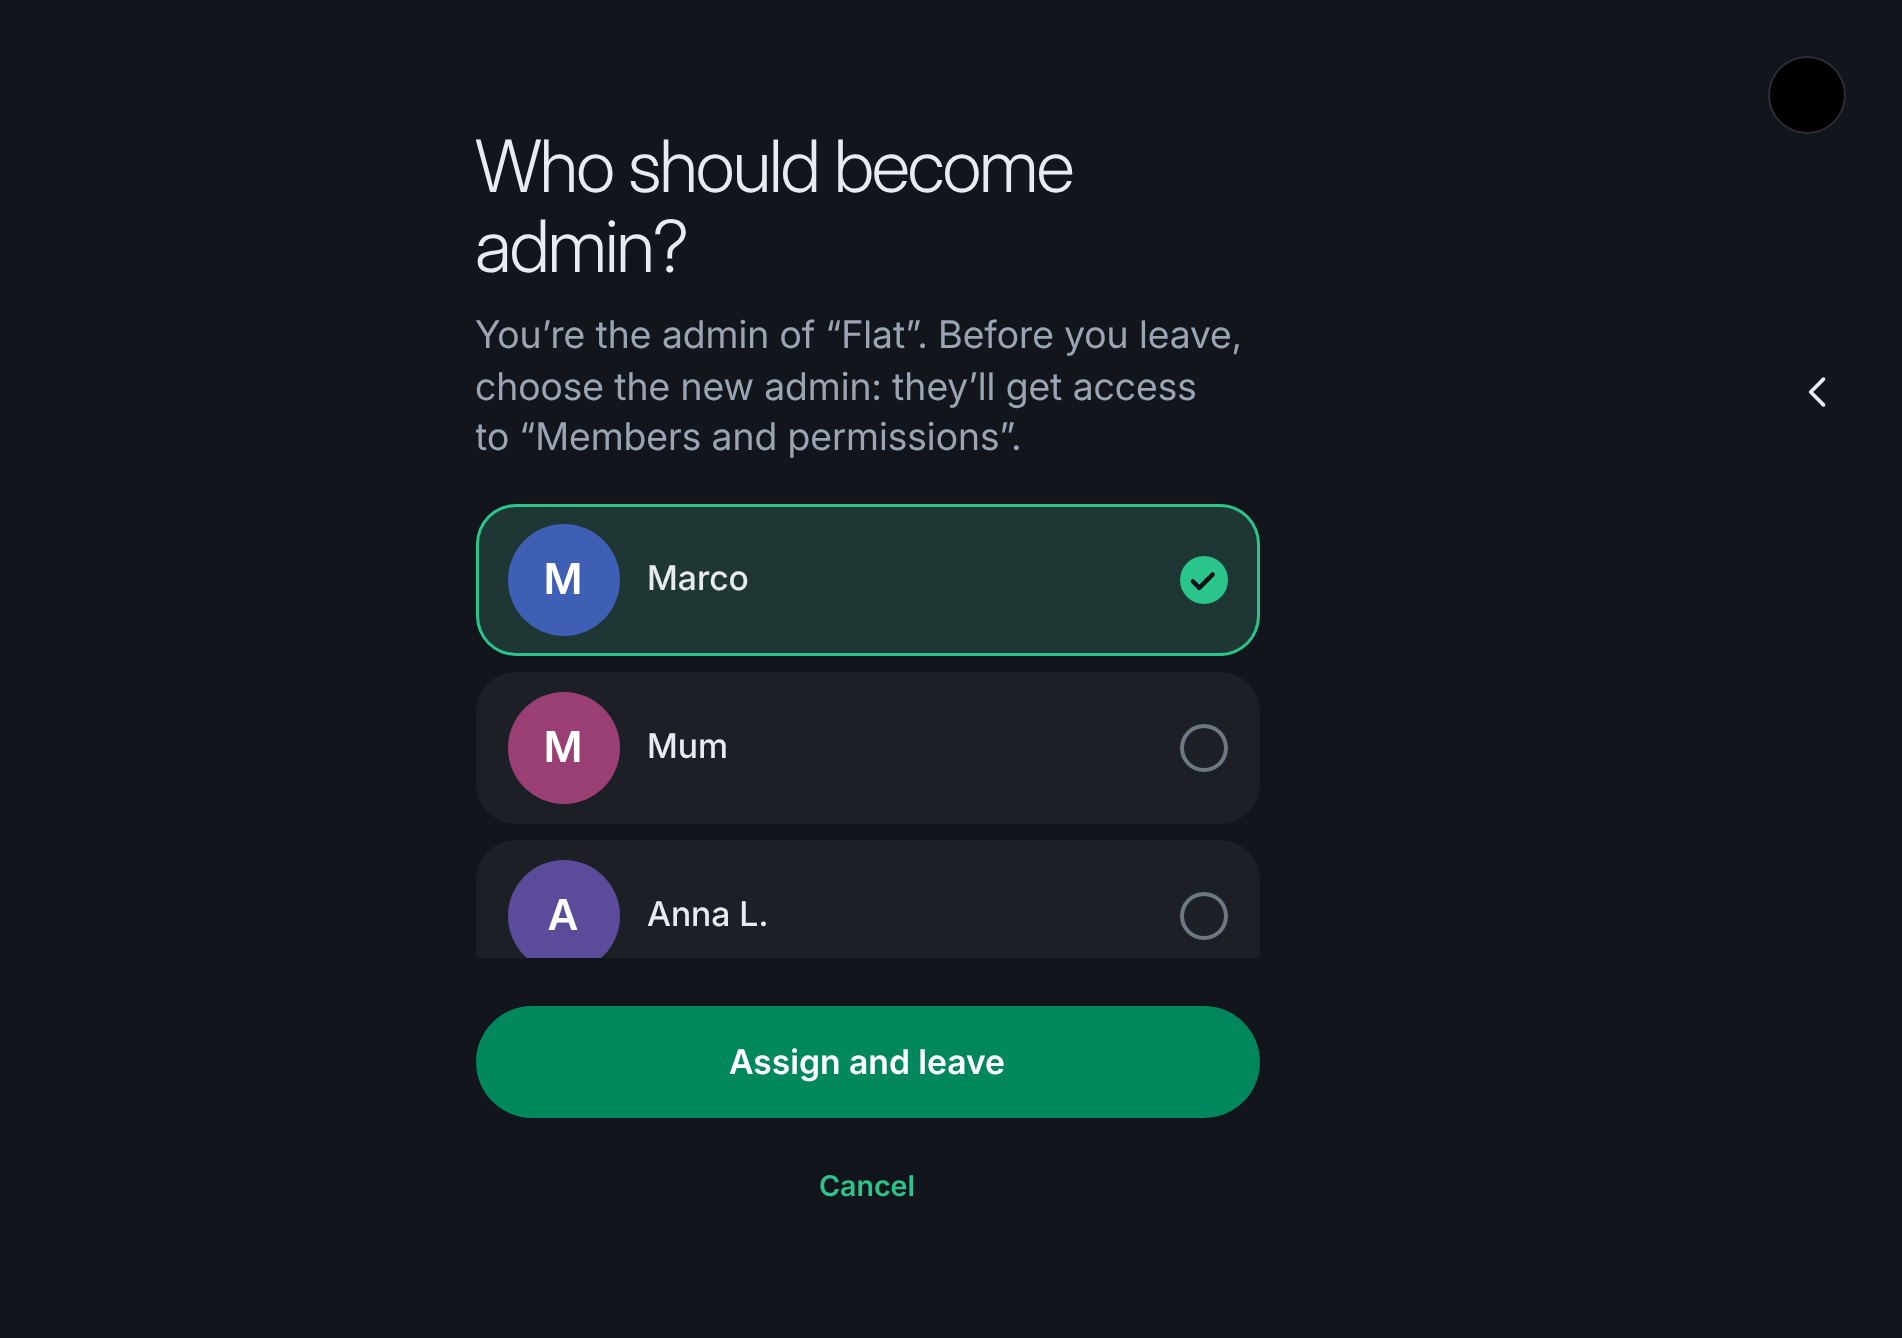 Who should become
admin?
You’re the admin of “Flat”. Before you leave,
choose the new admin: they’ll get access
to “Members and permissions”.
M Marco
M Mum
A Anna L.
Assign and leave
Cancel